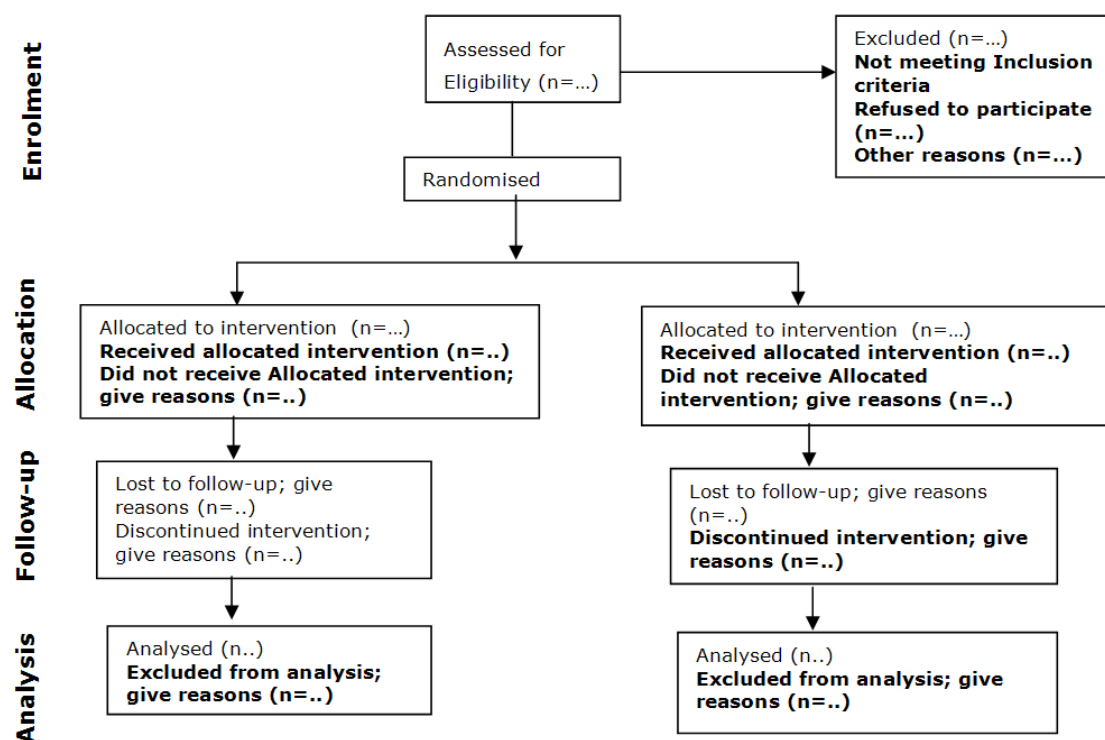 Enrolment
Assessed for
Eligibility (n=...)
Excluded (n=...)
Not meeting Inclusion
criteria
Refused to participate
(n=...)
Other reasons (n=...)
Randomised
Allocation
Allocated to intervention (n=...)
Received allocated intervention (n=..)
Did not receive Allocated intervention;
give reasons (n=..)
Allocated to intervention (n=...)
Received allocated intervention (n=..)
Did not receive Allocated
intervention; give reasons (n=..)
Follow-up
Lost to follow-up; give
reasons (n=..)
Discontinued intervention;
give reasons (n=..)
Lost to follow-up; give reasons
(n=..)
Discontinued intervention; give
reasons (n=..)
Analysis
Analysed (n..)
Excluded from analysis;
give reasons (n=..)
Analysed (n..)
Excluded from analysis; give
reasons (n=..)